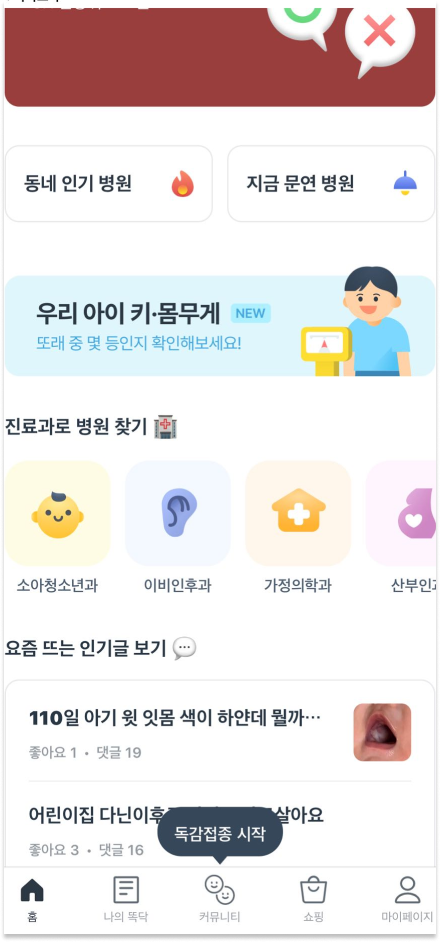 동네 인기 병원
지금 문연 병원
우리 아이 키·몸무게 NEW
또래 중 몇 등인지 확인해보세요!
진료과로 병원 찾기
소아청소년과
이비인후과
가정의학과
산부인
요즘 뜨는 인기글 보기
110일 아기 윗 잇몸 색이 하얀데 뭘까…
좋아요 1 • 댓글 19
어린이집 다닌이후 살아요
독감접종 시작
좋아요 3 • 댓글 16
홈
나의 똑닥
커뮤니티
쇼핑
마이페이지